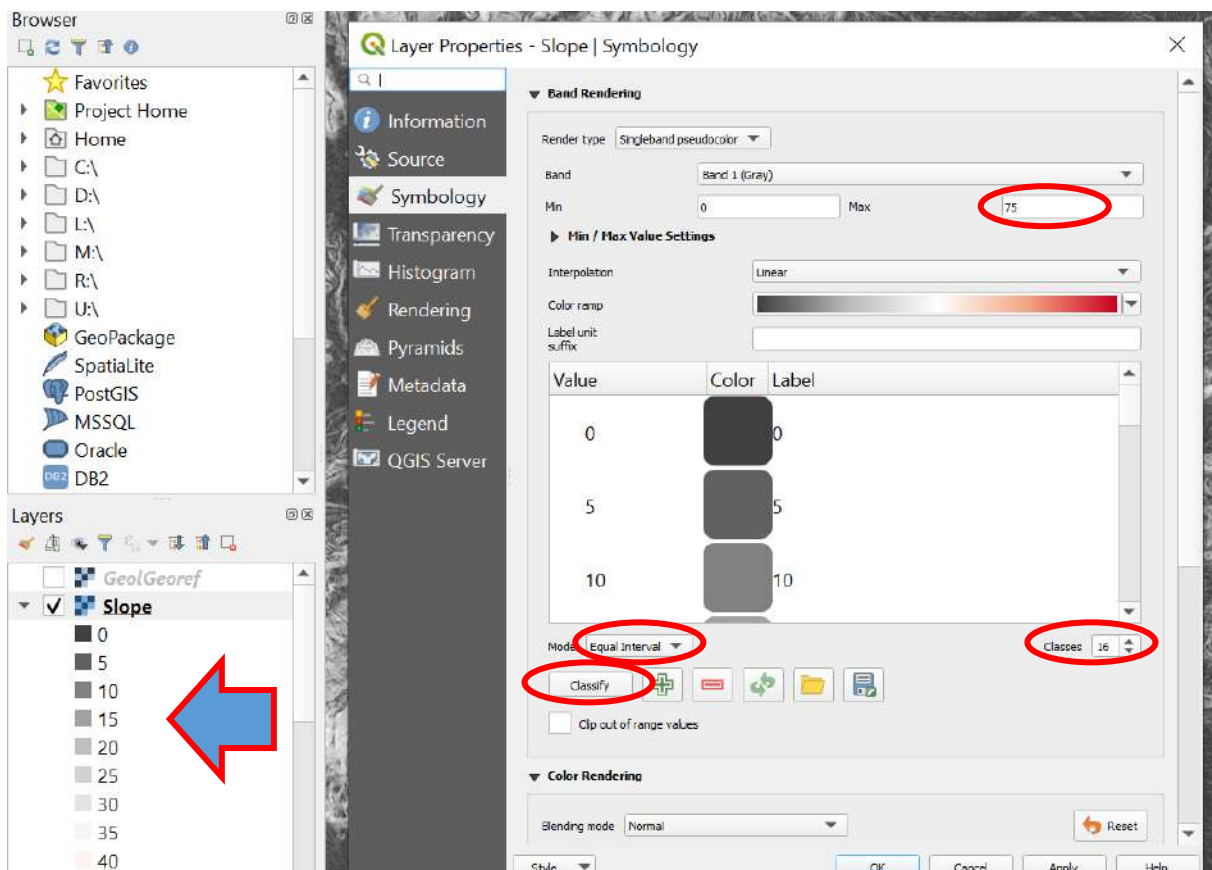 Browser
Favorites
Project Home
Home
C:\
D:\
L:\
M:\
R:\
U:\
GeoPackage
SpatiaLite
PostGIS
MSSQL
Oracle
DB2 DB2
Layers
GeolGeoref
Slope
0
5
10
15
20
25
30
35
40
Layer Properties - Slope | Symbology
Information
Source
Symbology
Transparency
Histogram
Rendering
Pyramids
Metadata
Legend
QGIS Server
Band Rendering
Render type Singleband pseudocolor
Band Band 1 (Gray)
Min 0 Max 75
Min / Max Value Settings
Interpolation Linear
Color ramp
Label unit
suffix
Value Color Label
0 0
5 5
10 10
Mode Equal Interval Classes 16
Classify
Clip out of range values
Color Rendering
Blending mode Normal Reset
Style OK Cancel Apply Help